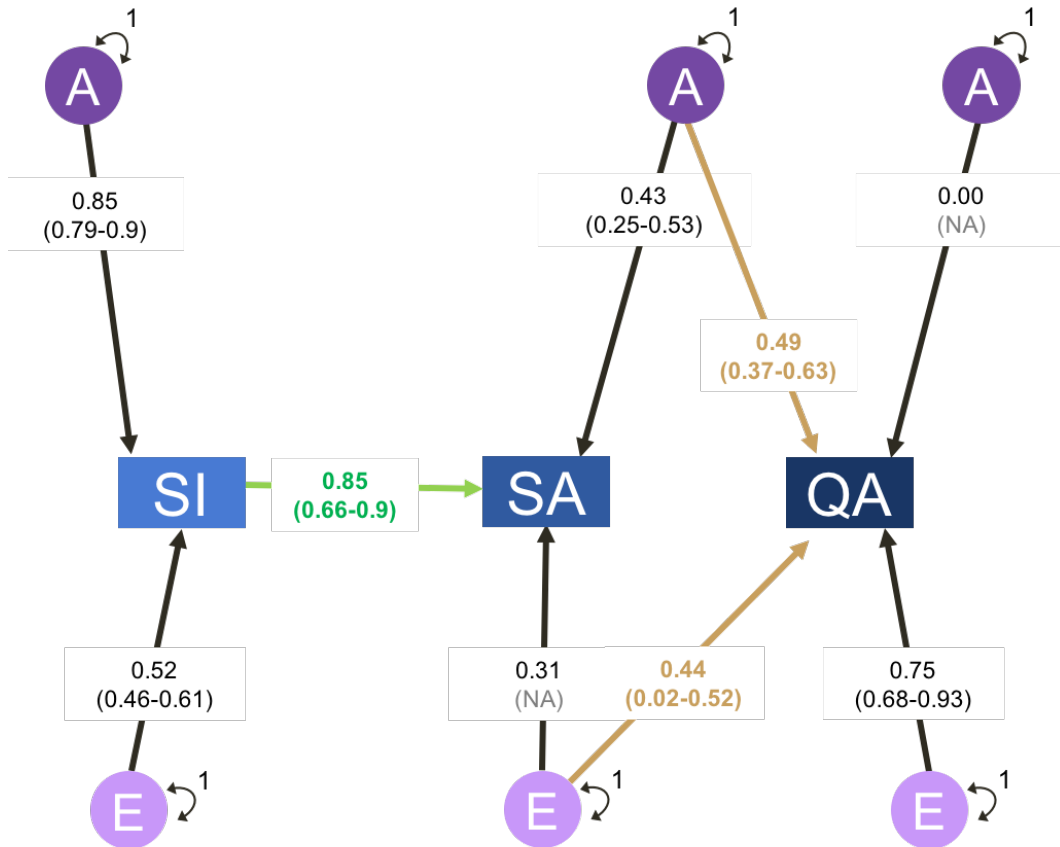 1
1
1
A
A
A
0.85
(0.79-0.9)
0.43
(0.25-0.53)
0.00
(NA)
0.49
(0.37-0.63)
SI
0.85
(0.66-0.9)
SA
QA
0.52
(0.46-0.61)
0.31
(NA)
0.44
(0.02-0.52)
0.75
(0.68-0.93)
1
1
1
E
E
E